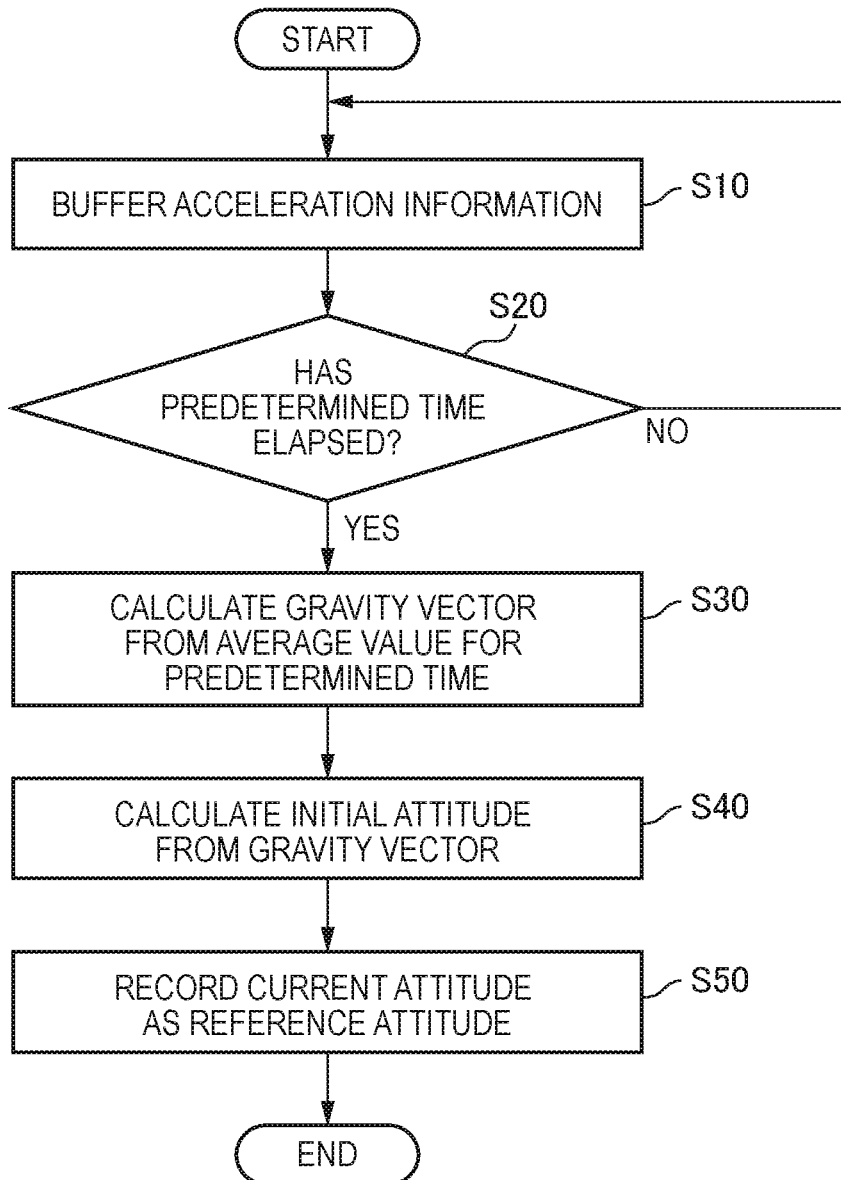 START
BUFFER ACCELERATION INFORMATION
S10
S20
HAS
PREDETERMINED TIME
ELAPSED?
NO
YES
CALCULATE GRAVITY VECTOR
FROM AVERAGE VALUE FOR
PREDETERMINED TIME
S30
CALCULATE INITIAL ATTITUDE
FROM GRAVITY VECTOR
S40
RECORD CURRENT ATTITUDE
AS REFERENCE ATTITUDE
S50
END